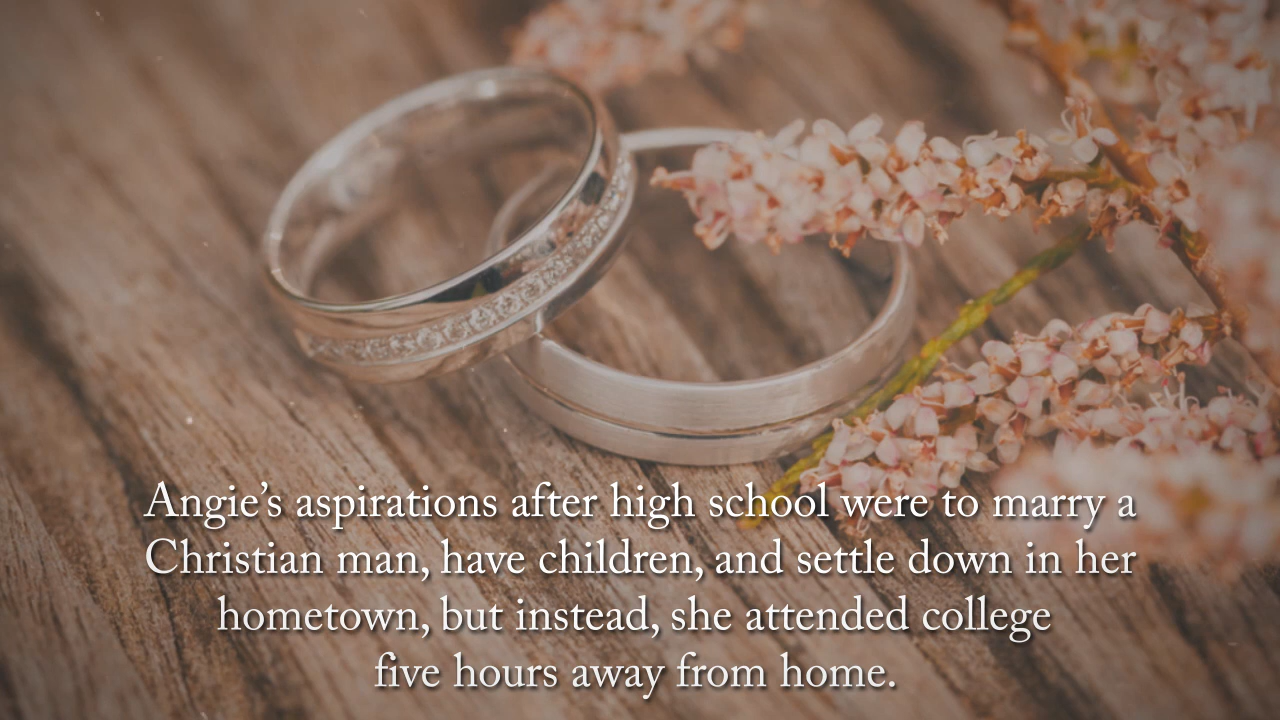 Angie’s aspirations after high school were to marry a
Christian man, have children, and settle down in her
hometown, but instead, she attended college
five hours away from home.